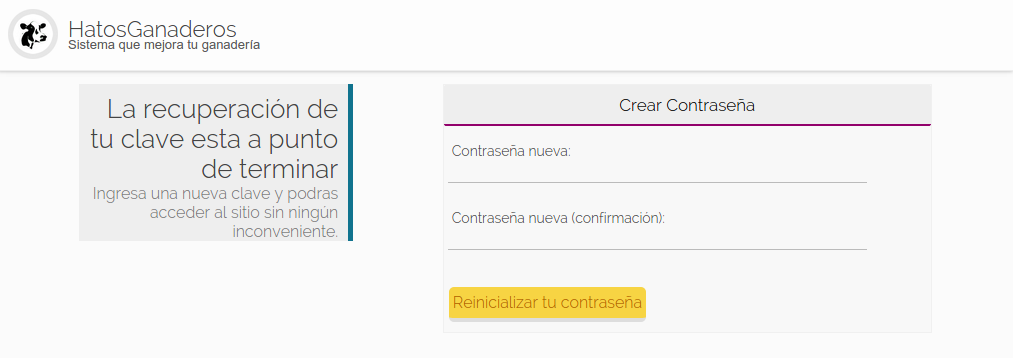 HatosGanaderos
Sistema que mejora tu ganadería
La recuperación de
tu clave esta a punto
de terminar
Ingresa una nueva clave y podras
acceder al sitio sin ningún
inconveniente.
Crear Contraseña
Contraseña nueva:
Contraseña nueva (confirmación):
Reinicializar tu contraseña